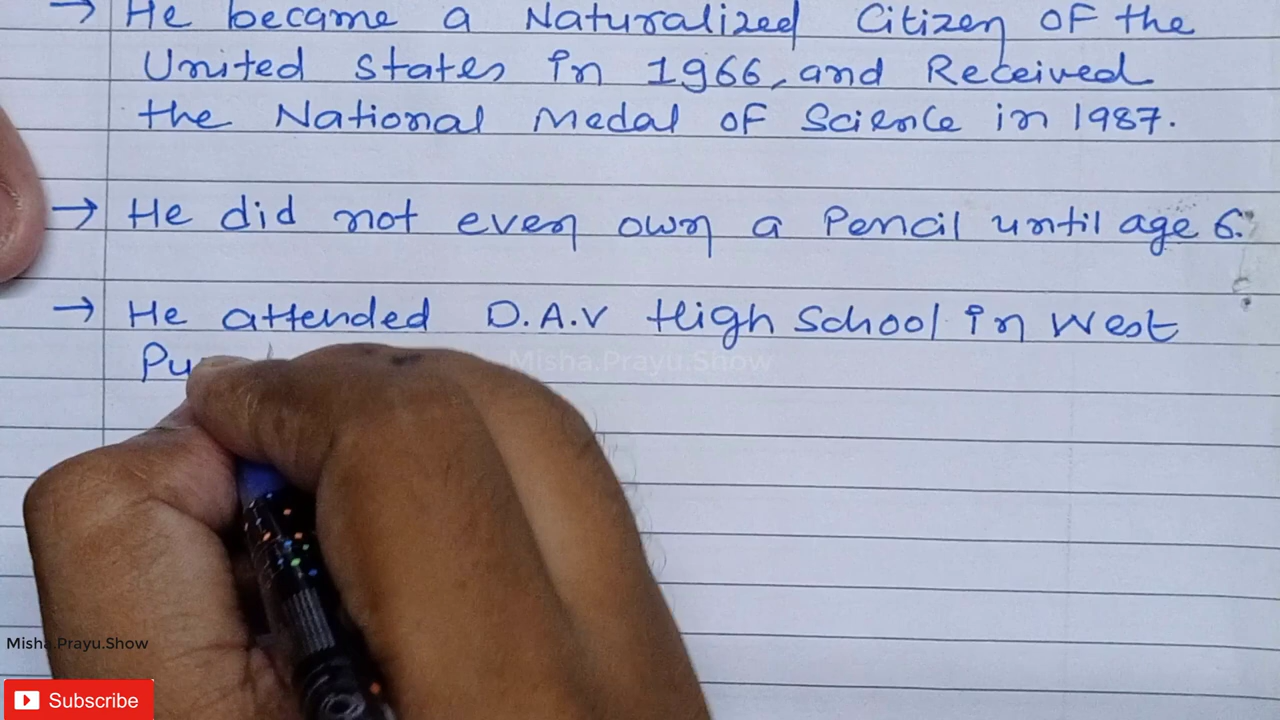 → He became a Naturalized Citizen of the
United States in 1966, and Received
the National Medal of Science in 1987.
→ He did not even own a Pencil until age 6.
→ He attended D.A.V High School in West
Pu
Misha.Prayu.Show
Misha.Prayu.Show
Subscribe